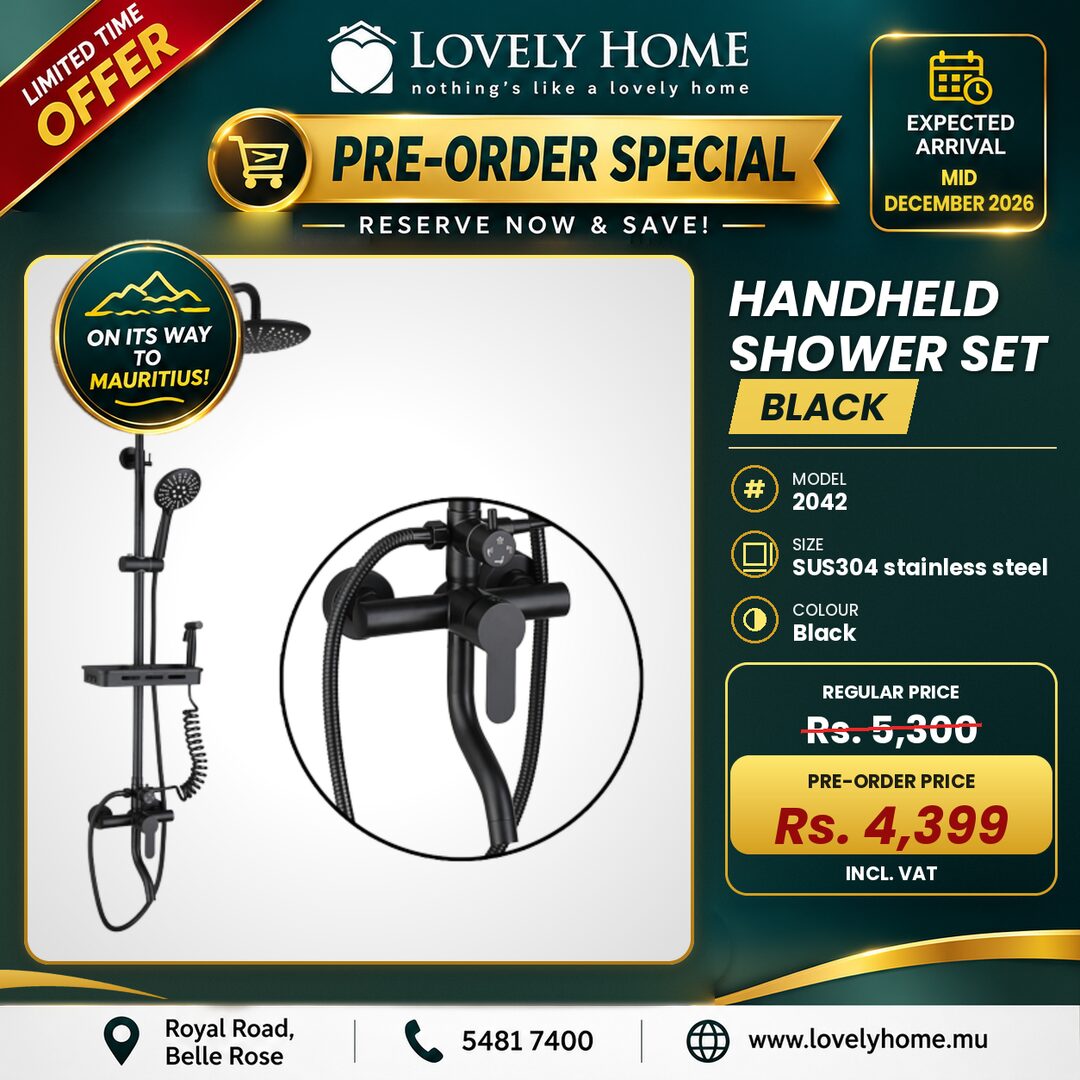 LIMITED TIME
OFFER
LOVELY HOME
nothing's like a lovely home
PRE-ORDER SPECIAL
RESERVE NOW & SAVE!
EXPECTED
ARRIVAL
MID
DECEMBER 2026
ON ITS WAY
TO
MAURITIUS!
HANDHELD
SHOWER SET
BLACK
#
MODEL
2042
SIZE
SUS304 stainless steel
COLOUR
Black
REGULAR PRICE
Rs. 5,300
PRE-ORDER PRICE
Rs. 4,399
INCL. VAT
Royal Road,
Belle Rose
5481 7400
www.lovelyhome.mu